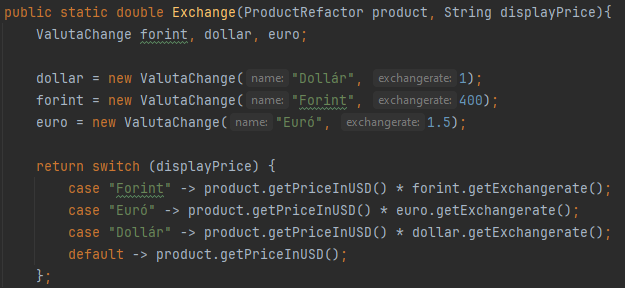 public static double Exchange(ProductRefactor product, String displayPrice){
ValutaChange forint, dollar, euro;
dollar = new ValutaChange( name: "Dollár", exchangerate: 1);
forint = new ValutaChange( name: "Forint", exchangerate: 400);
euro = new ValutaChange( name: "Euró", exchangerate: 1.5);
return switch (displayPrice) {
case "Forint" -> product.getPriceInUSD() * forint.getExchangerate();
case "Euró" -> product.getPriceInUSD() * euro.getExchangerate();
case "Dollár" -> product.getPriceInUSD() * dollar.getExchangerate();
default -> product.getPriceInUSD();
};